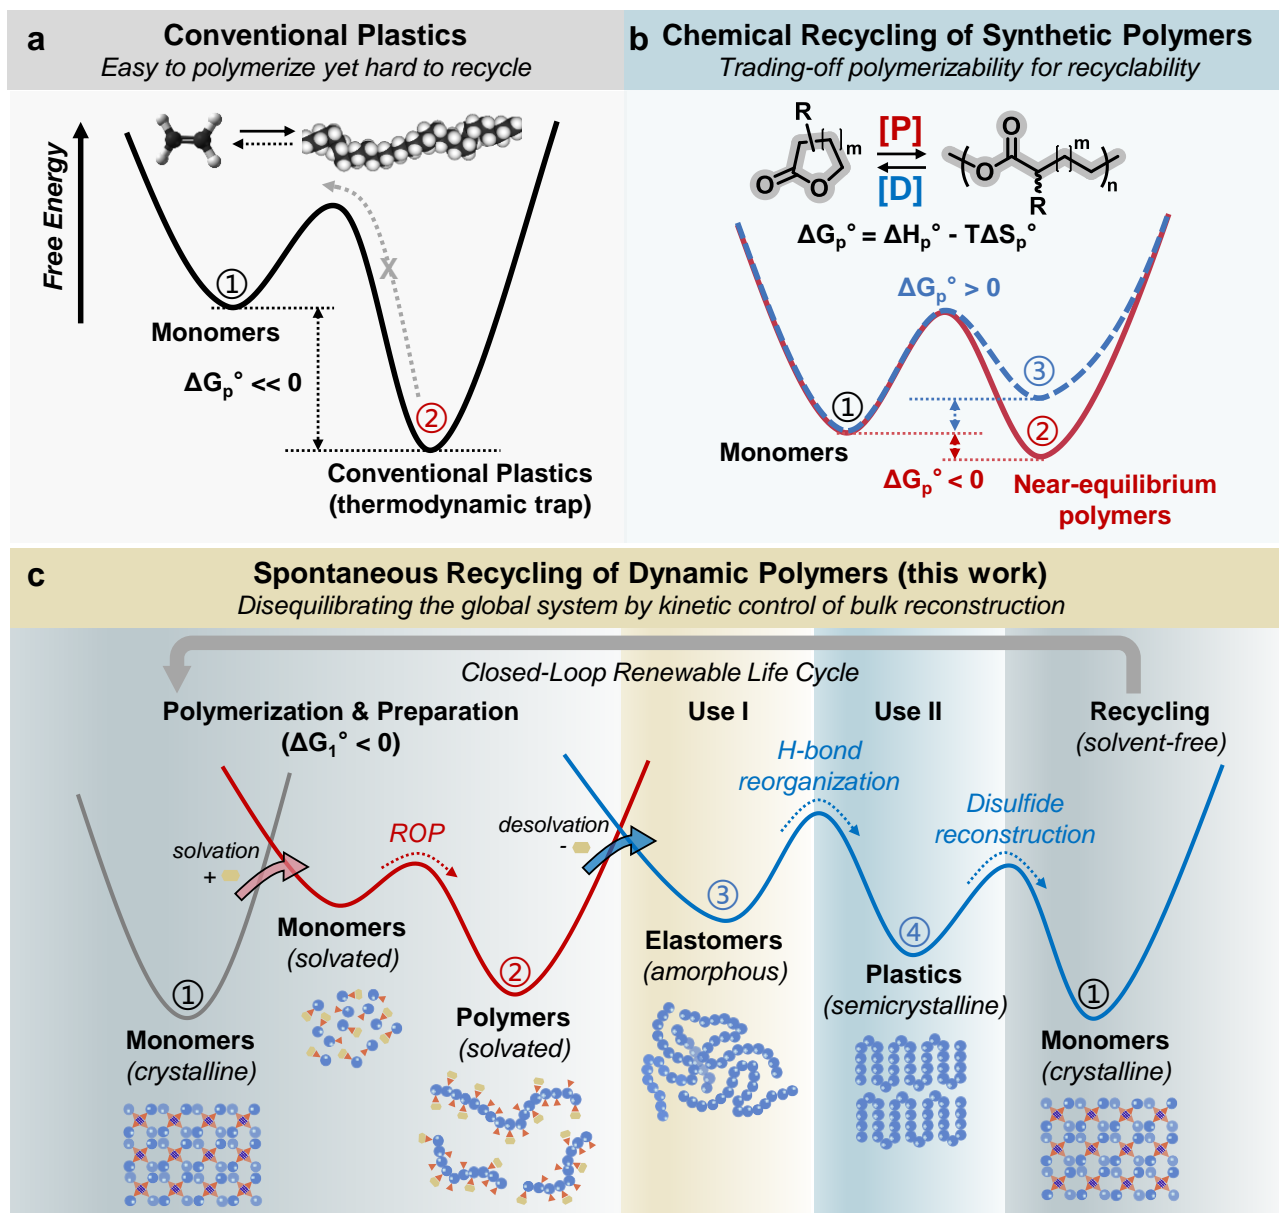 a
Conventional Plastics
Easy to polymerize yet hard to recycle
Free Energy
X
①
Monomers
ΔGp° << 0
②
Conventional Plastics
(thermodynamic trap)
b
Chemical Recycling of Synthetic Polymers
Trading-off polymerizability for recyclability
R
m
O
O
[P]
[D]
O
O
m
n
R
ΔGp° = ΔHp° - TΔSp°
ΔGp° > 0
③
①
②
Monomers
ΔGp° < 0
Near-equilibrium
polymers
c
Spontaneous Recycling of Dynamic Polymers (this work)
Disequilibrating the global system by kinetic control of bulk reconstruction
Closed-Loop Renewable Life Cycle
Polymerization & Preparation
(ΔG1° < 0)
Use I
Use II
Recycling
(solvent-free)
H-bond
reorganization
Disulfide
reconstruction
solvation
+
ROP
desolvation
-
①
Monomers
(crystalline)
Monomers
(solvated)
②
Polymers
(solvated)
③
Elastomers
(amorphous)
④
Plastics
(semicrystalline)
①
Monomers
(crystalline)